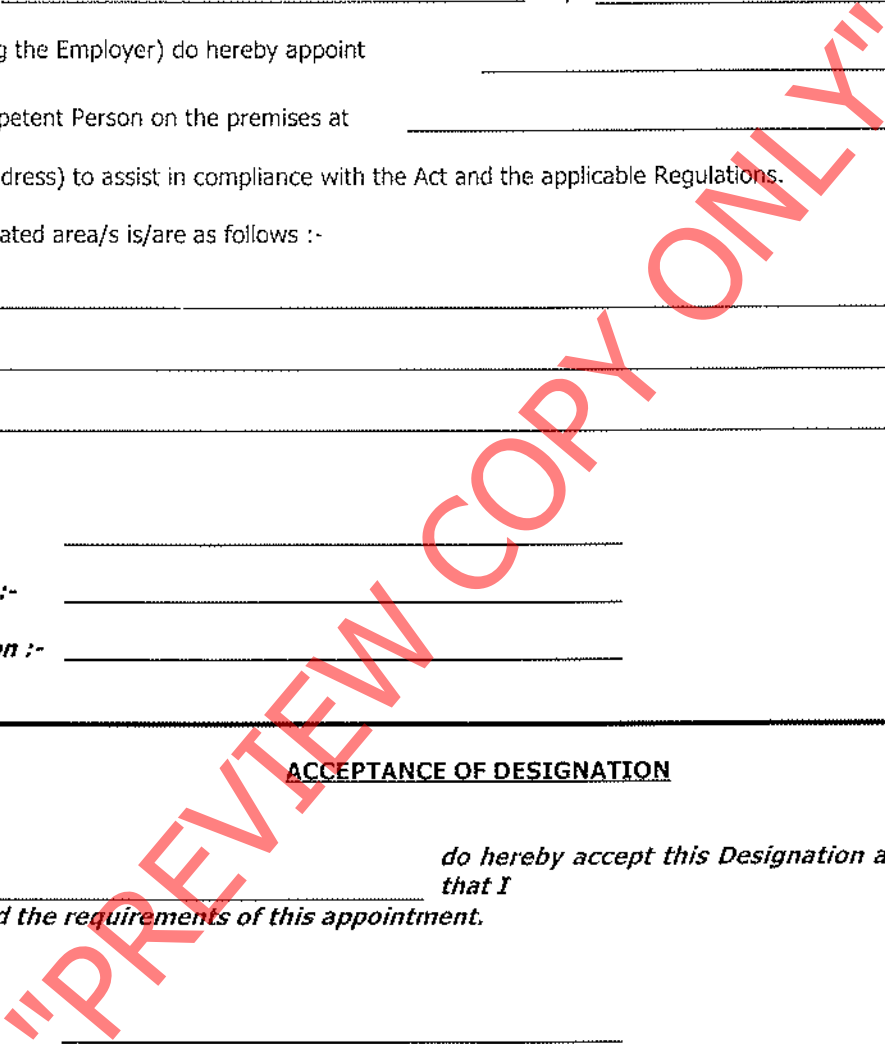 g the Employer) do hereby appoint
petent Person on the premises at
dress) to assist in compliance with the Act and the applicable Regulations.
ated area/s is/are as follows :-
:-
on :-
ACCEPTANCE OF DESIGNATION
do hereby accept this Designation a
that I
d the requirements of this appointment.
"PREVIEW COPY ONLY"